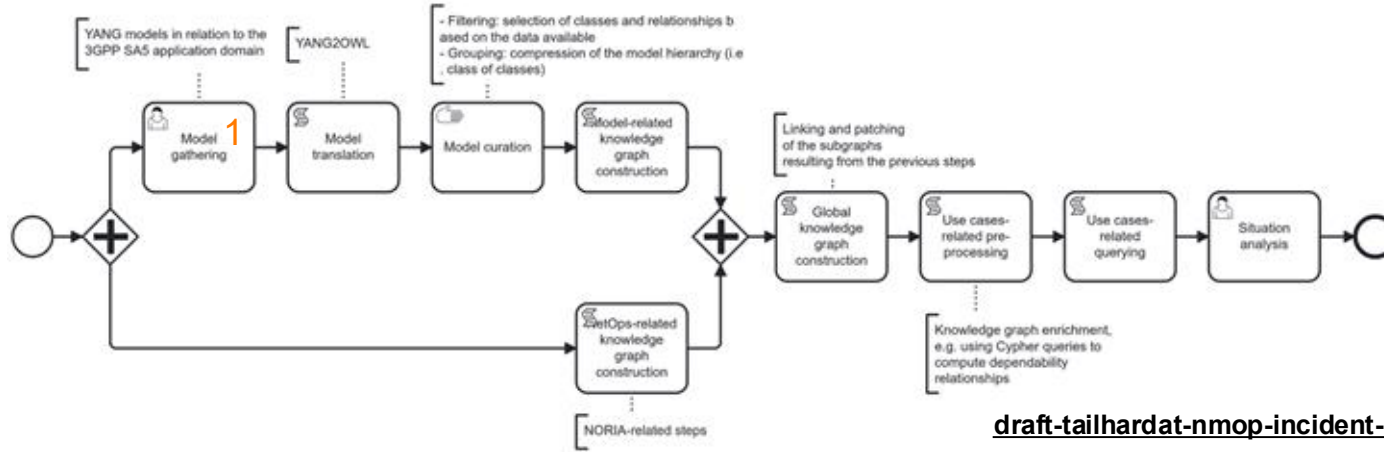 YANG models in relation to the
3GPP SA5 application domain
YANG2OWL
- Filtering: selection of classes and relationships b
ased on the data available
- Grouping: compression of the model hierarchy (i.e
. class of classes)
Model
gathering
1
Model
translation
Model curation
Model-related
knowledge
graph
construction
Linking and patching
of the subgraphs
resulting from the previous steps
Global
knowledge
graph
construction
Use cases-
related pre-
processing
Use cases-
related
querying
Situation
analysis
NetOps-related
knowledge
graph
construction
Knowledge graph enrichment,
e.g. using Cypher queries to
compute dependability
relationships
NORIA-related steps
draft-tailhardat-nmop-incident-